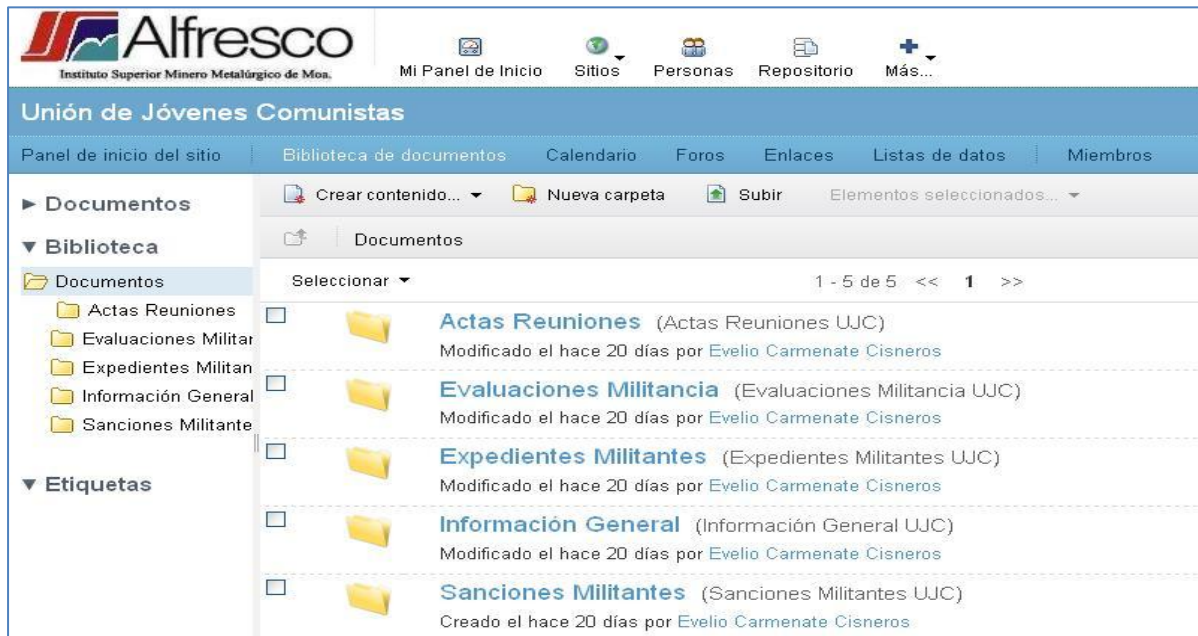 Alfresco
Instituto Superior Minero Metalúrgico de Moa.
Mi Panel de Inicio Sitios Personas Repositorio Más...
Unión de Jóvenes Comunistas
Panel de inicio del sitio Biblioteca de documentos Calendario Foros Enlaces Listas de datos Miembros
Documentos
Biblioteca
Documentos
Actas Reuniones
Evaluaciones Militar
Expedientes Militan
Información General
Sanciones Militante
Etiquetas
Crear contenido... Nueva carpeta Subir Elementos seleccionados...
Documentos
Seleccionar 1 - 5 de 5 << 1 >>
Actas Reuniones (Actas Reuniones UJC)
Modificado el hace 20 días por Evelio Carmenate Cisneros
Evaluaciones Militancia (Evaluaciones Militancia UJC)
Modificado el hace 20 días por Evelio Carmenate Cisneros
Expedientes Militantes (Expedientes Militantes UJC)
Modificado el hace 20 días por Evelio Carmenate Cisneros
Información General (Información General UJC)
Modificado el hace 20 días por Evelio Carmenate Cisneros
Sanciones Militantes (Sanciones Militantes UJC)
Creado el hace 20 días por Evelio Carmenate Cisneros